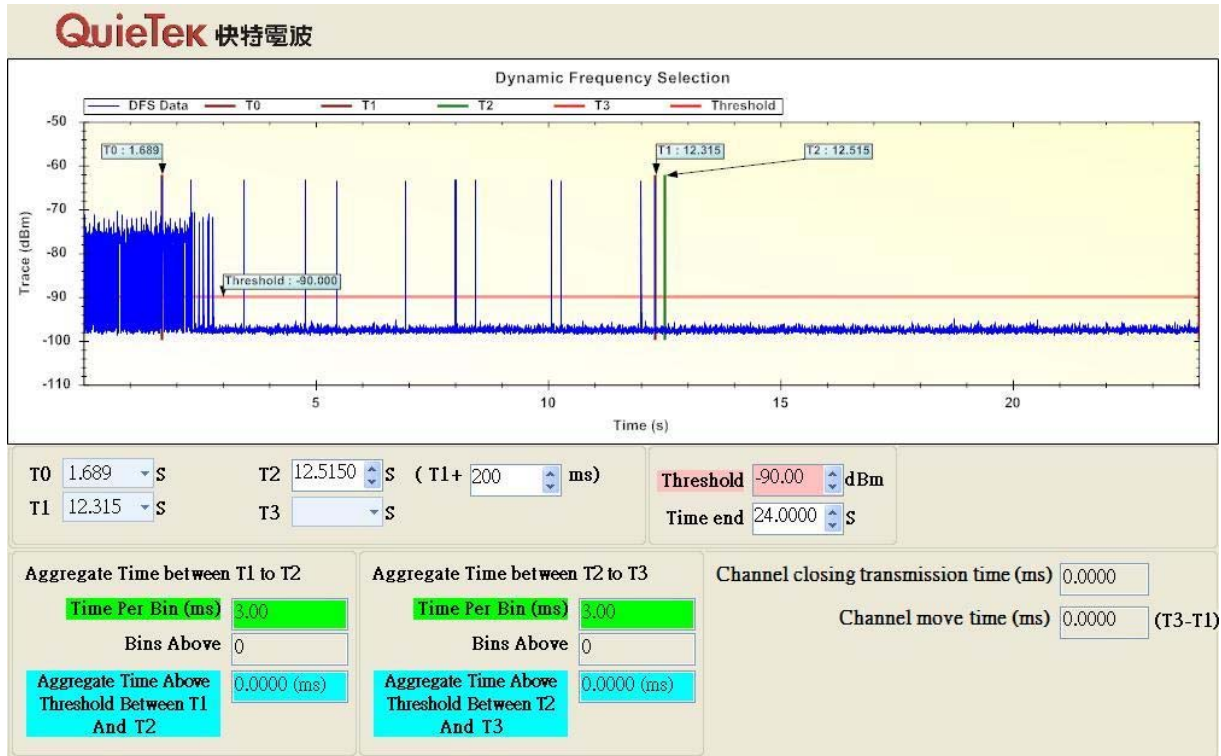 QuieTek 快特電波
Dynamic Frequency Selection
DFS Data T0 T1 T2 T3 Threshold
-50
-60
-70
-80
-90
-100
-110
Trace (dBm)
T0 : 1.689
T1 : 12.315
T2 : 12.515
Threshold : -90.000
5 10 15 20
Time (s)
T0 1.689 S T2 12.5150 S ( T1+ 200 ms)
T1 12.315 S T3 S
Threshold -90.00 dBm
Time end 24.0000 S
Aggregate Time between T1 to T2
Time Per Bin (ms) 3.00
Bins Above 0
Aggregate Time Above
Threshold Between T1
And T2
0.0000 (ms)
Aggregate Time between T2 to T3
Time Per Bin (ms) 3.00
Bins Above 0
Aggregate Time Above
Threshold Between T2
And T3
0.0000 (ms)
Channel closing transmission time (ms) 0.0000
Channel move time (ms) 0.0000 (T3-T1)